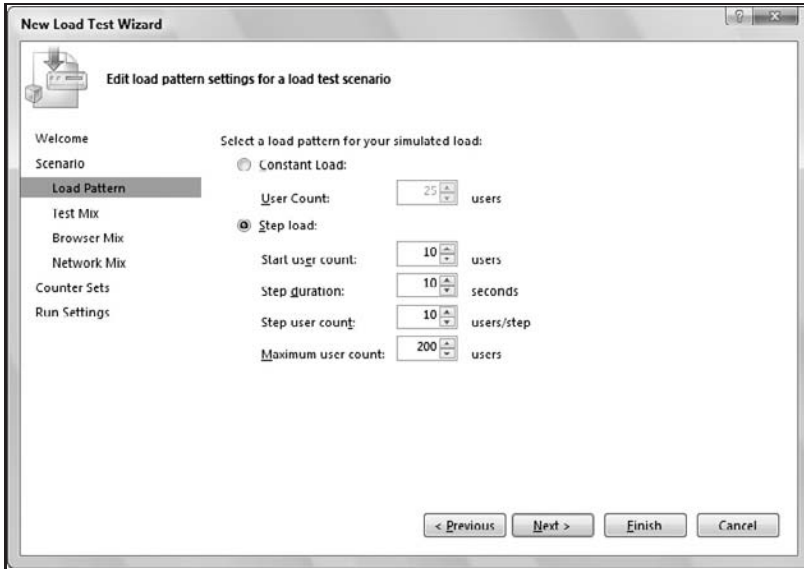 New Load Test Wizard
Edit load pattern settings for a load test scenario
Welcome
Scenario
Load Pattern
Test Mix
Browser Mix
Network Mix
Counter Sets
Run Settings
Select a load pattern for your simulated load:
Constant Load:
User Count: 25 users
Step load:
Start user count: 10 users
Step duration: 10 seconds
Step user count: 10 users/step
Maximum user count: 200 users
< Previous Next > Finish Cancel